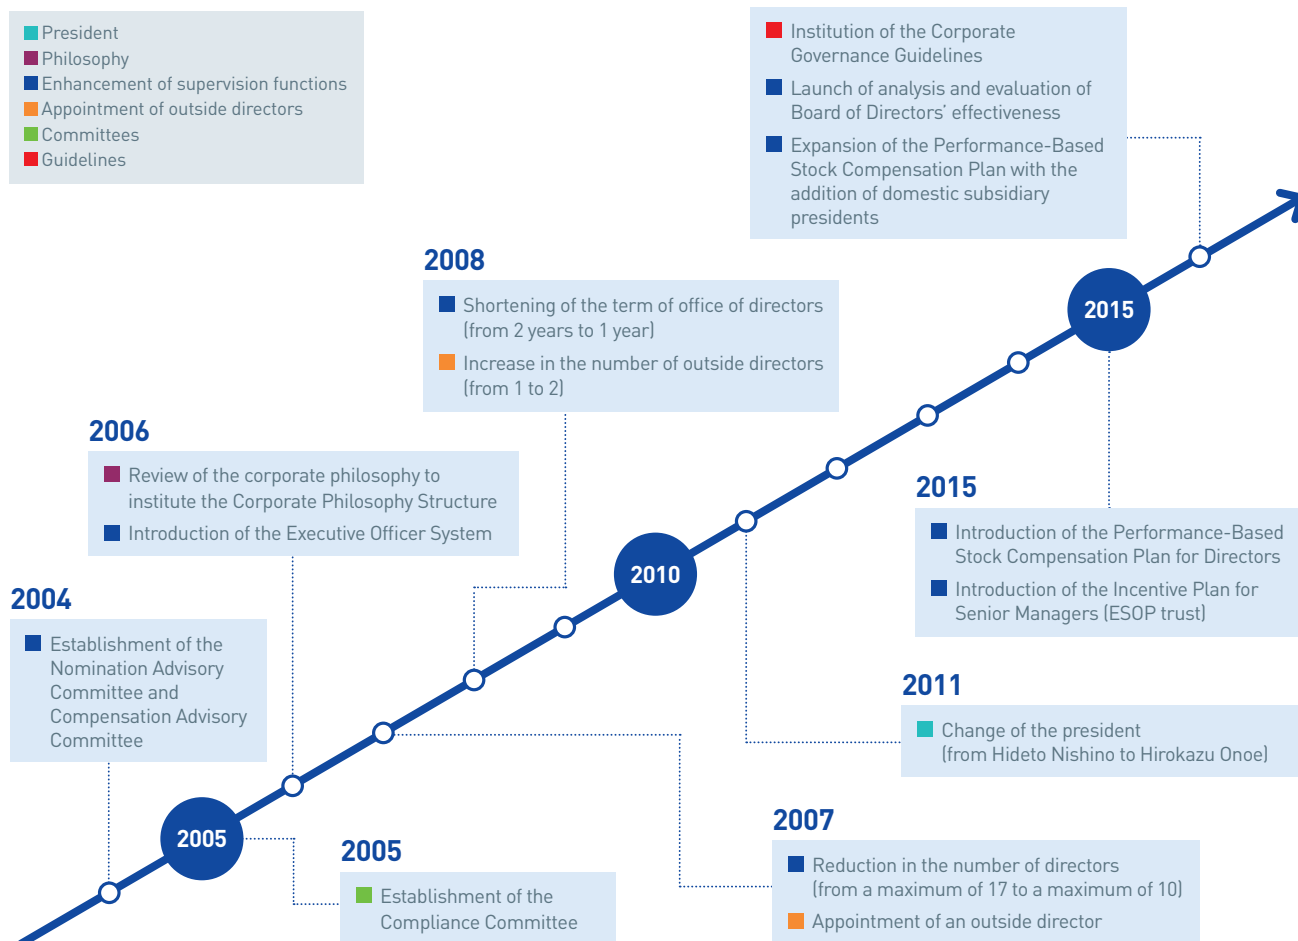 President
Philosophy
Enhancement of supervision functions
Appointment of outside directors
Committees
Guidelines
Institution of the Corporate
Governance Guidelines
Launch of analysis and evaluation of
Board of Directors’ effectiveness
Expansion of the Performance-Based
Stock Compensation Plan with the
addition of domestic subsidiary
presidents
2008
Shortening of the term of office of directors
(from 2 years to 1 year)
Increase in the number of outside directors
(from 1 to 2)
2015
2006
Review of the corporate philosophy to
institute the Corporate Philosophy Structure
Introduction of the Executive Officer System
2015
Introduction of the Performance-Based
Stock Compensation Plan for Directors
Introduction of the Incentive Plan for
Senior Managers (ESOP trust)
2010
2004
Establishment of the
Nomination Advisory
Committee and
Compensation Advisory
Committee
2011
Change of the president
(from Hideto Nishino to Hirokazu Onoe)
2005
2005
Establishment of the
Compliance Committee
2007
Reduction in the number of directors
(from a maximum of 17 to a maximum of 10)
Appointment of an outside director